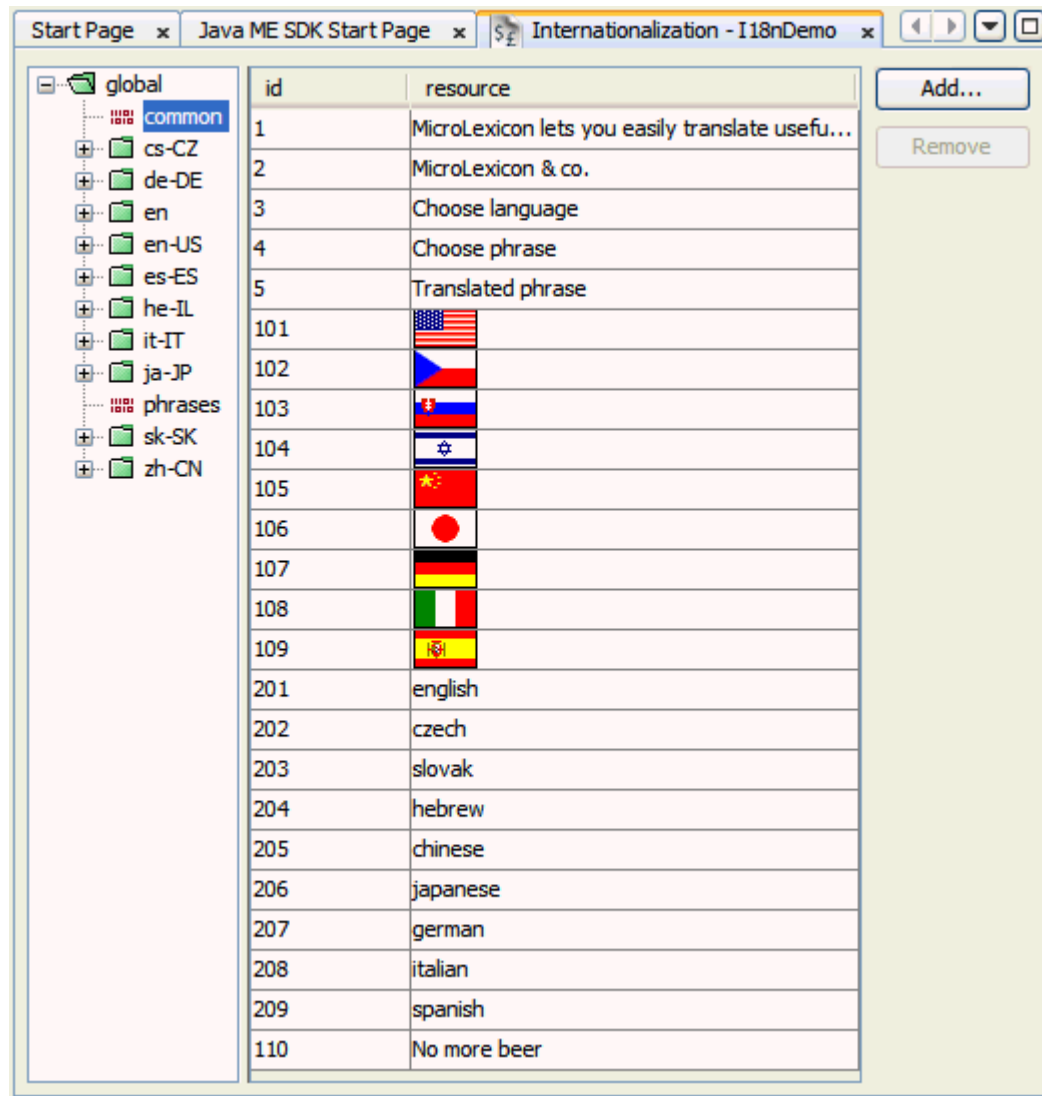 Start Page x Java ME SDK Start Page x Internationalization - I18nDemo x
global
common
cs-CZ
de-DE
en
en-US
es-ES
he-IL
it-IT
ja-JP
phrases
sk-SK
zh-CN
id resource
1 MicroLexicon lets you easily translate usefu...
2 MicroLexicon & co.
3 Choose language
4 Choose phrase
5 Translated phrase
101
102
103
104
105
106
107
108
109
201 english
202 czech
203 slovak
204 hebrew
205 chinese
206 japanese
207 german
208 italian
209 spanish
110 No more beer
Add...
Remove